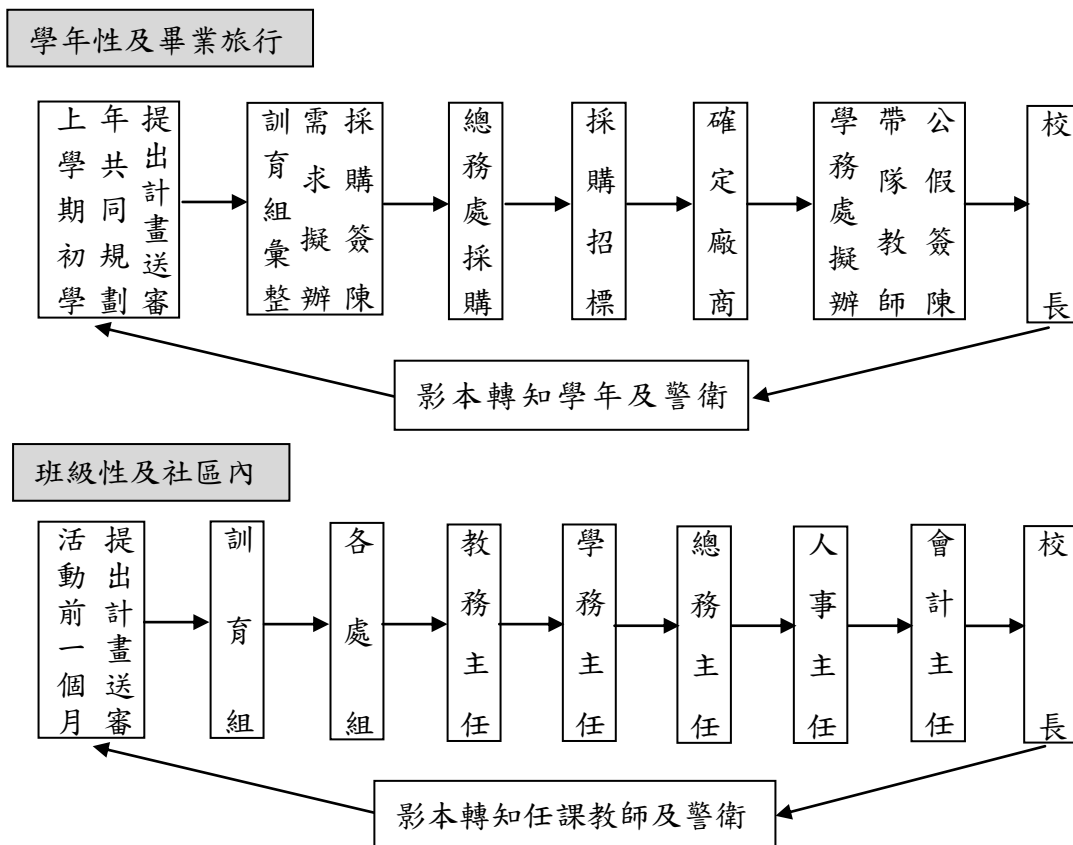 學年性及畢業旅行
上學期初學
年共同規劃
提出計畫送審
訓育組彙整
需求擬辦
採購簽陳
總務處採購
採購招標
確定廠商
學務處擬辦
帶隊教師
公假簽陳
校長
影本轉知學年及警衛
班級性及社區內
活動前一個月
提出計畫送審
訓育組
各處組
教務主任
學務主任
總務主任
人事主任
會計主任
校長
影本轉知任課教師及警衛